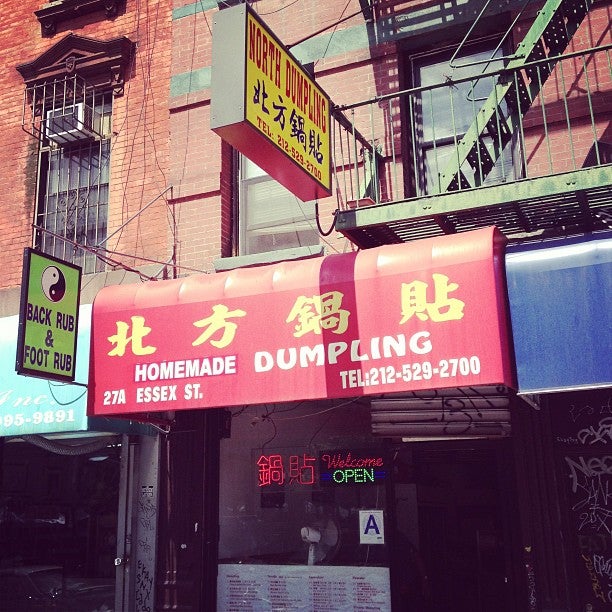 NORTH DUMPLING
北方鍋貼
TEL: 212-529-2700
BACK RUB
&
FOOT RUB
北方鍋貼
HOMEMADE DUMPLING
27A ESSEX ST.
TEL:212-529-2700
Inc.
95-9891
鍋貼
Welcome
OPEN
A